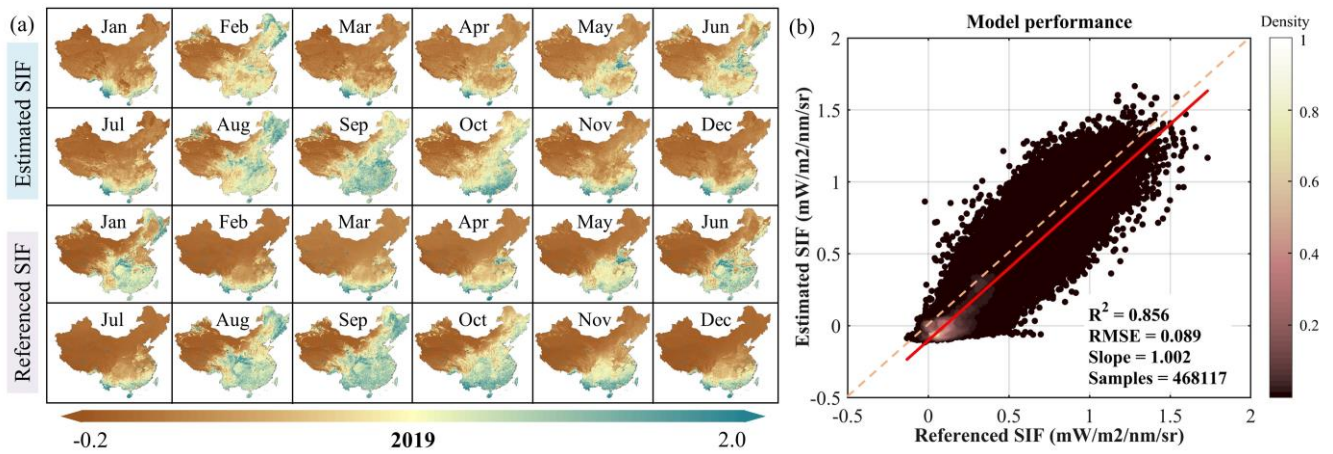 (a)
Estimated SIF
Jan Feb Mar Apr May Jun
Jul Aug Sep Oct Nov Dec
Referenced SIF
Jan Feb Mar Apr May Jun
Jul Aug Sep Oct Nov Dec
-0.2 2019 2.0
(b)
Model performance
Density
Estimated SIF (mW/m2/nm/sr)
2
1.5
1
0.5
0
-0.5
R² = 0.856
RMSE = 0.089
Slope = 1.002
Samples = 468117
-0.5 0 0.5 1 1.5 2
Referenced SIF (mW/m2/nm/sr)
1
0.8
0.6
0.4
0.2